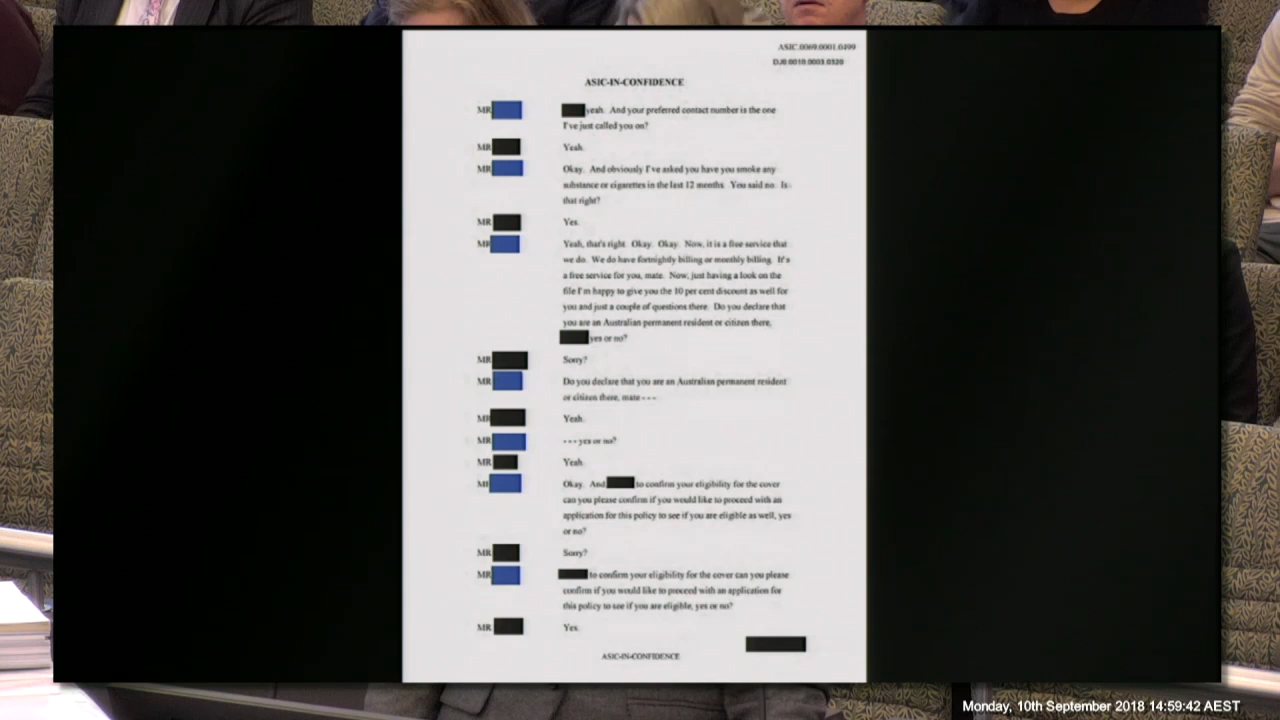 ASIC.0069.0001.0499
DJ0.0010.0003.0320
ASIC-IN-CONFIDENCE
MR yeah. And your preferred contact number is the one
I've just called you on?
MR Yeah.
MR Okay. And obviously I've asked you have you smoke any
substance or cigarettes in the last 12 months. You said no. Is
that right?
MR Yes.
MR Yeah, that's right. Okay. Okay. Now, it is a free service that
we do. We do have fortnightly billing or monthly billing. It's
a free service for you, mate. Now, just having a look on the
file I'm happy to give you the 10 per cent discount as well for
you and just a couple of questions there. Do you declare that
you are an Australian permanent resident or citizen there,
yes or no?
MR Sorry?
MR Do you declare that you are an Australian permanent resident
or citizen there, mate - - -
MR Yeah.
MR - - - yes or no?
MR Yeah.
MR Okay. And to confirm your eligibility for the cover
can you please confirm if you would like to proceed with an
application for this policy to see if you are eligible as well, yes
or no?
MR Sorry?
MR to confirm your eligibility for the cover can you please
confirm if you would like to proceed with an application for
this policy to see if you are eligible, yes or no?
MR Yes.
ASIC-IN-CONFIDENCE
Monday, 10th September 2018 14:59:42 AEST